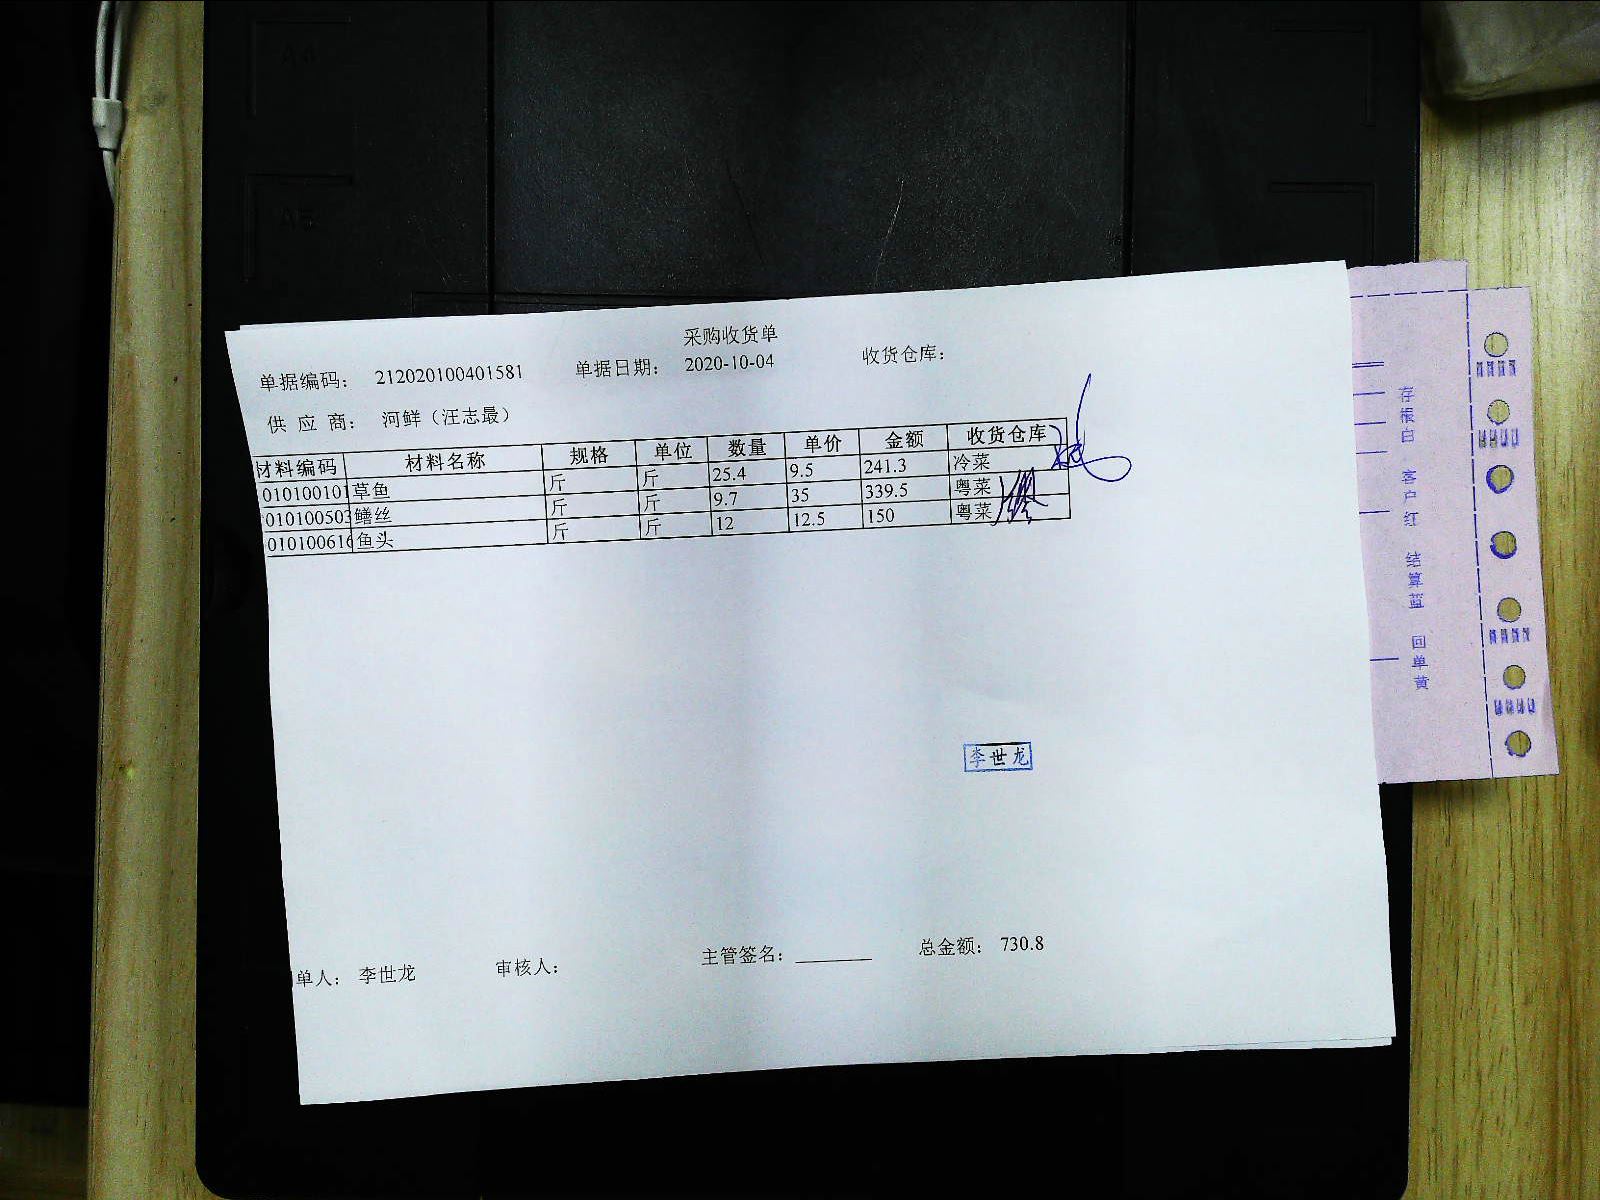 采购收货单
单据编码： 212020100401581 单据日期： 2020-10-04 收货仓库：
供 应 商： 河鲜（汪志最）
材料编码 材料名称 规格 单位 数量 单价 金额 收货仓库
010100101 草鱼 斤 斤 25.4 9.5 241.3 冷菜
010100503 鳝丝 斤 斤 9.7 35 339.5 粤菜
01010061 鱼头 斤 斤 12 12.5 150 粤菜
李世龙
单人： 李世龙 审核人： 主管签名： 总金额： 730.8
存根白 客户红 结算蓝 回单黄
A4
A5